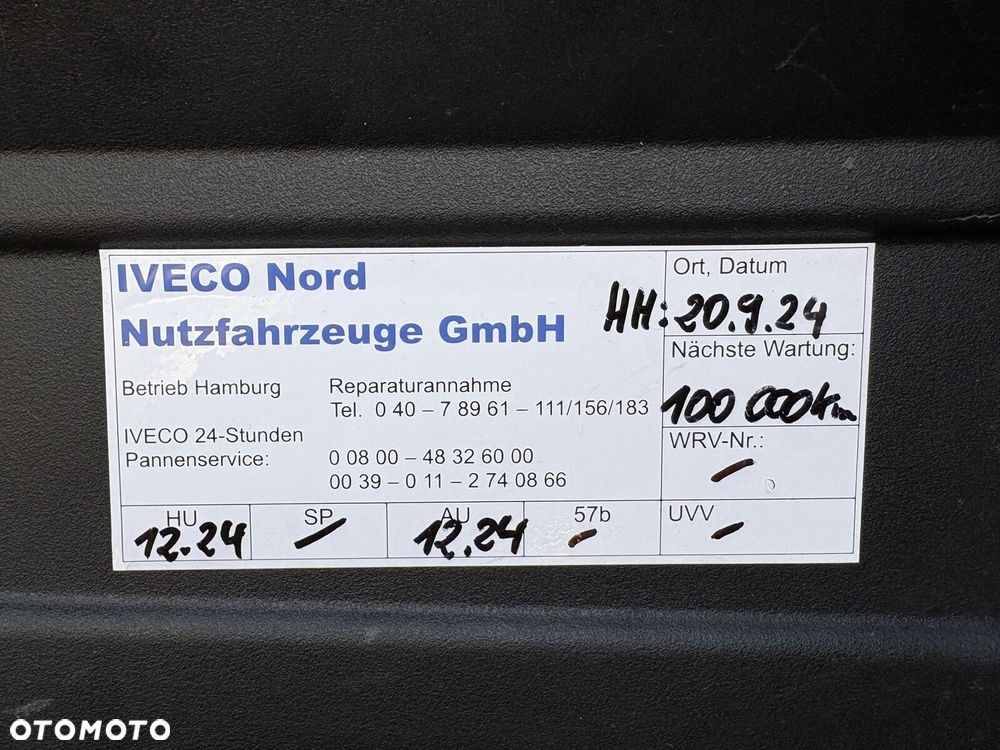 IVECO Nord
Nutzfahrzeuge GmbH
Ort, Datum
HH: 20.9.24
Betrieb Hamburg
Reparaturannahme
Tel. 0 40 – 7 89 61 – 111/156/183
Nächste Wartung:
100 000 km
IVECO 24-Stunden
Pannenservice:
0 08 00 – 48 32 60 00
00 39 – 0 11 – 2 74 08 66
WRV-Nr.:
–
HU
12.24
SP
–
AU
12.24
57b
–
UVV
–
OTOMOTO